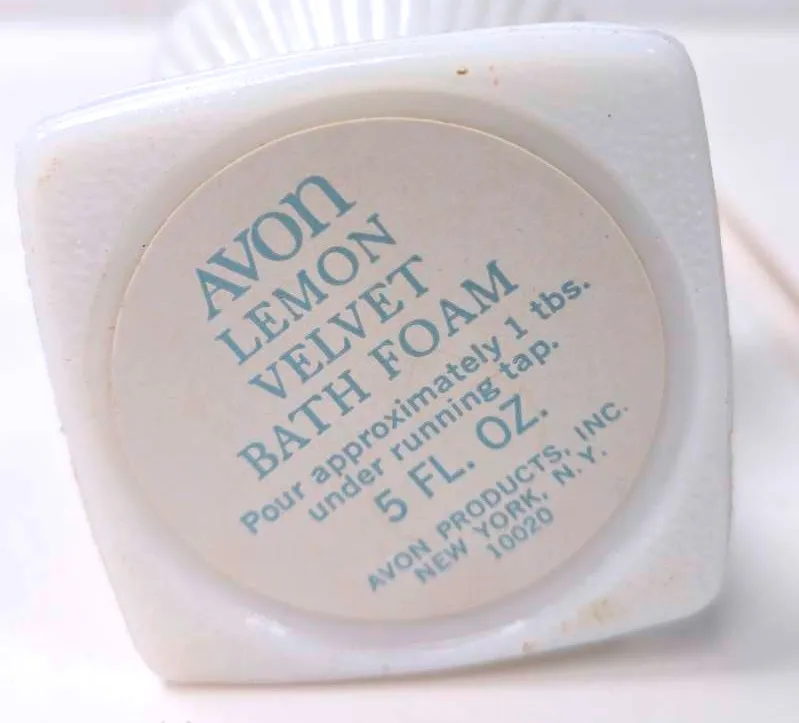 AVON
LEMON
VELVET
BATH FOAM
Pour approximately 1 tbs.
under running tap.
5 FL. OZ.
AVON PRODUCTS, INC.
NEW YORK, N.Y.
10020